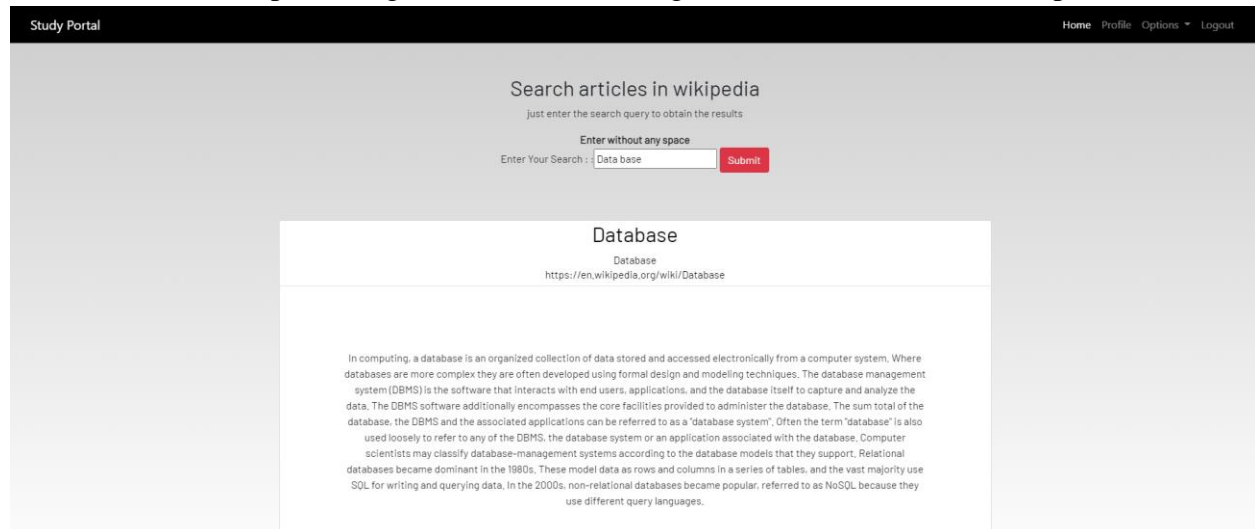 Study Portal
Home Profile Options Logout
Search articles in wikipedia
just enter the search query to obtain the results
Enter without any space
Enter Your Search : : Data base Submit
Database
Database
https://en.wikipedia.org/wiki/Database
In computing, a database is an organized collection of data stored and accessed electronically from a computer system. Where
databases are more complex they are often developed using formal design and modeling techniques. The database management
system (DBMS) is the software that interacts with end users, applications, and the database itself to capture and analyze the
data. The DBMS software additionally encompasses the core facilities provided to administer the database. The sum total of the
database, the DBMS and the associated applications can be referred to as a "database system". Often the term "database" is also
used loosely to refer to any of the DBMS, the database system or an application associated with the database. Computer
scientists may classify database-management systems according to the database models that they support. Relational
databases became dominant in the 1980s. These model data as rows and columns in a series of tables, and the vast majority use
SQL for writing and querying data. In the 2000s, non-relational databases became popular, referred to as NoSQL because they
use different query languages.